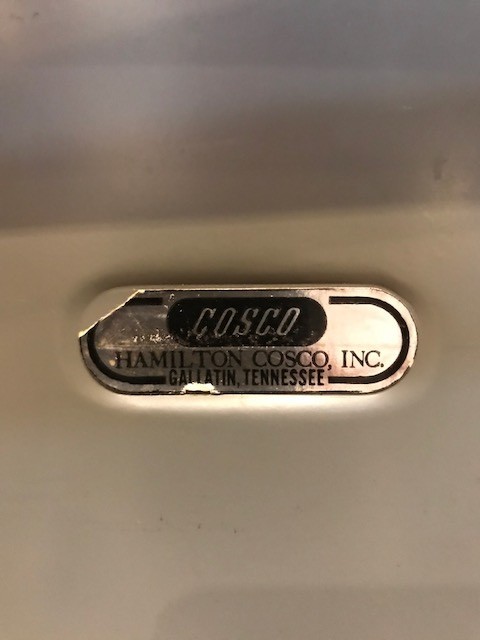 COSCO
HAMILTON COSCO, INC.
GALLATIN, TENNESSEE